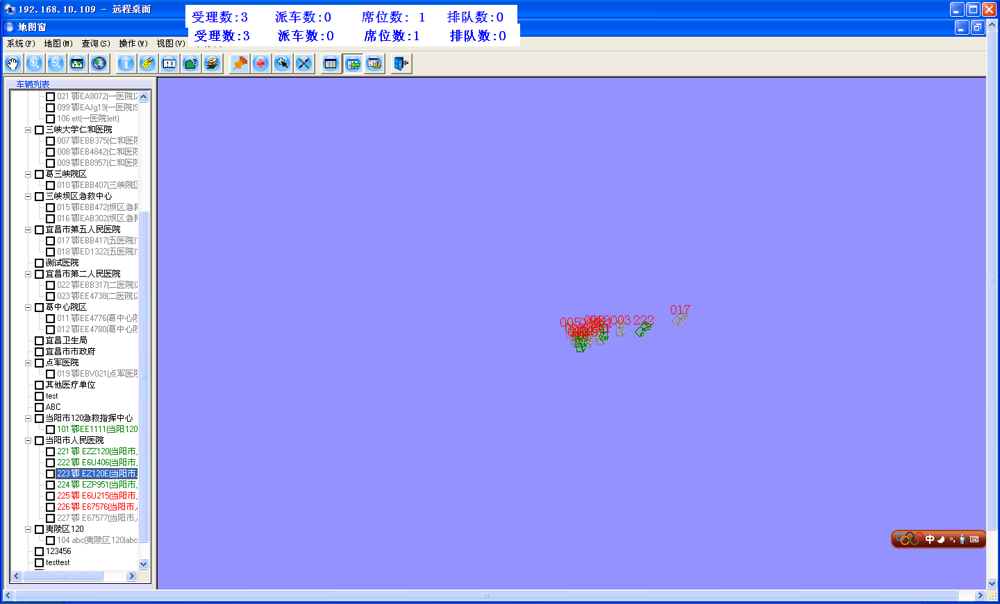 192.168.10.109 - 远程桌面
受理数:3 派车数:0 席位数: 1 排队数:0
地图窗
受理数:3 派车数:0 席位数:1 排队数:0
系统(F) 地图(M) 查询(S) 操作(W) 视图(V)
车辆列表
021 鄂EA8072(一医院|2
099 鄂EAJg19(一医院|9
106 ett(一医院|ett)
三峡大学仁和医院
007 鄂EBB375(仁和医院
008 鄂EB4842(仁和医院
009 鄂EB8957(仁和医院
葛三峡院区
010 鄂EBB407(三峡院区
三峡坝区急救中心
015 鄂EBB472(坝区急救
016 鄂EAB302(坝区急救
宜昌市第五人民医院
017 鄂EBB417(五医院|
018 鄂ED1322(五医院|
测试医院
宜昌市第二人民医院
022 鄂EBB317(二医院|2
023 鄂EE4738(二医院|2
葛中心院区
011 鄂EE4776(葛中心院
012 鄂EE4780(葛中心院
宜昌卫生局
宜昌市市政府
点军医院
019 鄂EBV021(点军医院
其他医疗单位
test
ABC
当阳市120急救指挥中心
101 鄂EE1111(当阳120
当阳市人民医院
221 鄂 EZZ120(当阳市人
222 鄂 E6U406(当阳市人
223 鄂 EZ120E(当阳市
224 鄂 EZP951(当阳市人
225 鄂 E6U215(当阳市人
226 鄂 E67576(当阳市人
227 鄂 E67577(当阳市人
夷陵区120
104 abc(夷陵区120|abc
123456
testtest
017
005
003
222
中